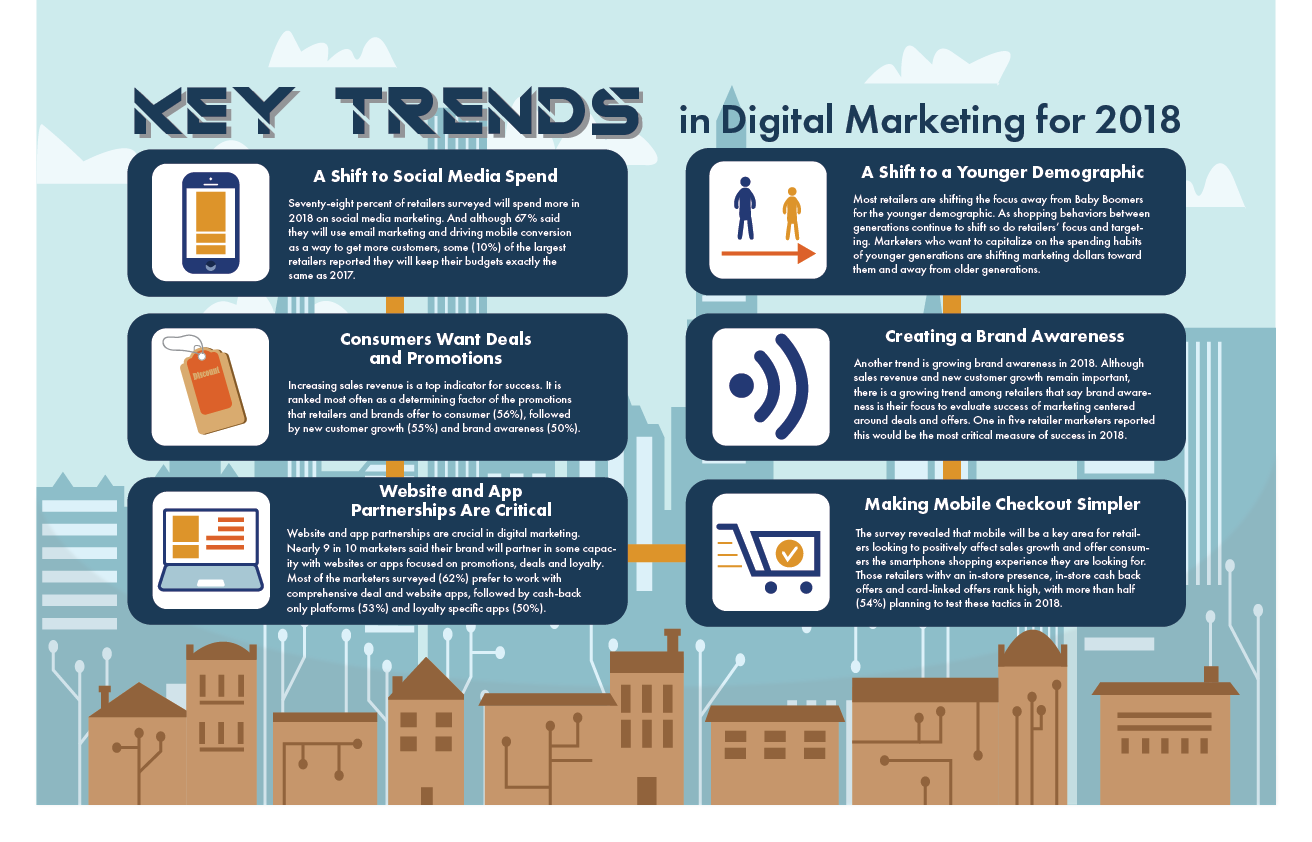 KEY TRENDS in Digital Marketing for 2018
A Shift to Social Media Spend
Seventy-eight percent of retailers surveyed will spend more in
2018 on social media marketing. And although 67% said
they will use email marketing and driving mobile conversion
as a way to get more customers, some (10%) of the largest
retailers reported they will keep their budgets exactly the
same as 2017.
Discount
Consumers Want Deals
and Promotions
Increasing sales revenue is a top indicator for success. It is
ranked most often as a determining factor of the promotions
that retailers and brands offer to consumer (56%), followed
by new customer growth (55%) and brand awareness (50%).
Website and App
Partnerships Are Critical
Website and app partnerships are crucial in digital marketing.
Nearly 9 in 10 marketers said their brand will partner in some capac-
ity with websites or apps focused on promotions, deals and loyalty.
Most of the marketers surveyed (62%) prefer to work with
comprehensive deal and website apps, followed by cash-back
only platforms (53%) and loyalty specific apps (50%).
A Shift to a Younger Demographic
Most retailers are shifting the focus away from Baby Boomers
for the younger demographic. As shopping behaviors between
generations continue to shift so do retailers' focus and target-
ing. Marketers who want to capitalize on the spending habits
of younger generations are shifting marketing dollars toward
them and away from older generations.
Creating a Brand Awareness
Another trend is growing brand awareness in 2018. Although
sales revenue and new customer growth remain important,
there is a growing trend among retailers that say brand aware-
ness is their focus to evaluate success of marketing centered
around deals and offers. One in five retailer marketers reported
this would be the most critical measure of success in 2018.
Making Mobile Checkout Simpler
The survey revealed that mobile will be a key area for retail-
ers looking to positively affect sales growth and offer consum-
ers the smartphone shopping experience they are looking for.
Those retailers withv an in-store presence, in-store cash back
offers and card-linked offers rank high, with more than half
(54%) planning to test these tactics in 2018.